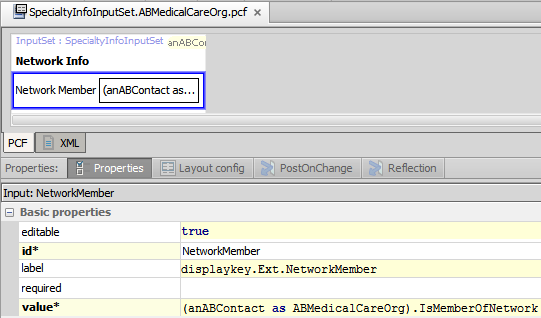 SpecialtyInfoInputSet.ABMedicalCareOrg.pcf ×
InputSet : SpecialtyInfoInputSet anABCon
Network Info
Network Member (anABContact as...
PCF XML
Properties: Properties Layout config PostOnChange Reflection
Input: NetworkMember
Basic properties
editable true
id* NetworkMember
label displaykey.Ext.NetworkMember
required
value* (anABContact as ABMedicalCareOrg).IsMemberOfNetwork